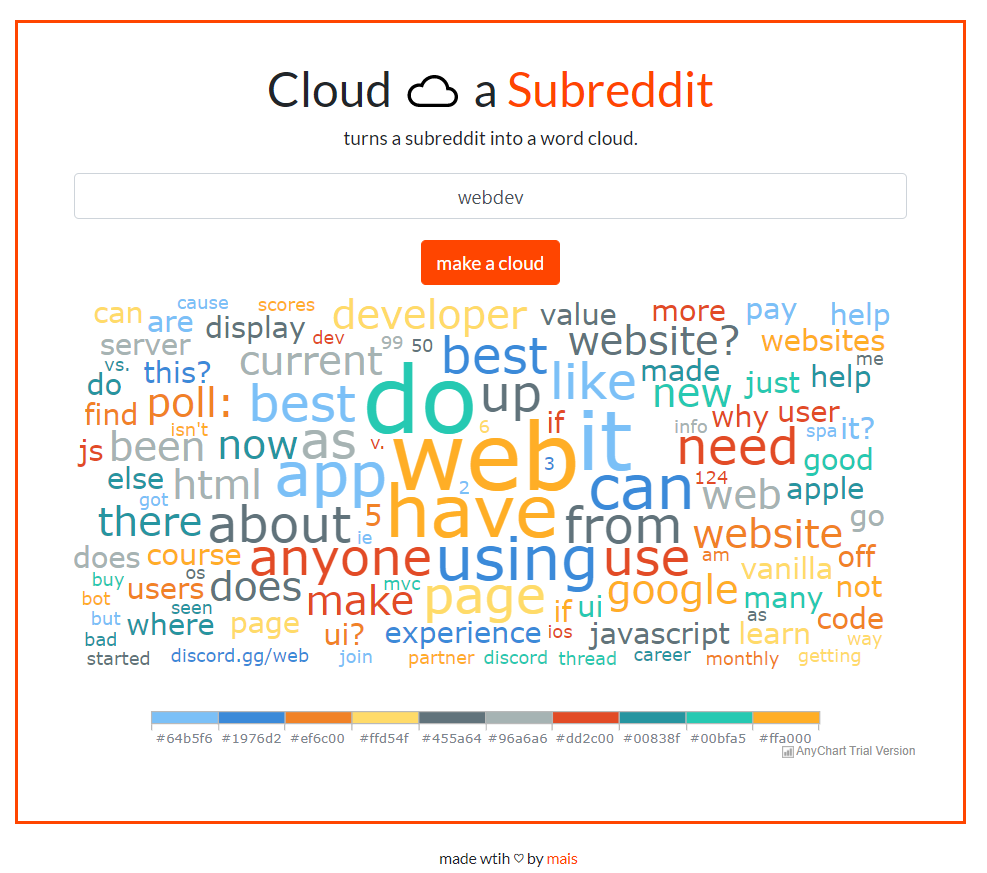 Cloud a Subreddit
turns a subreddit into a word cloud.
webdev
make a cloud
can cause scores developer value more pay help
are display dev website? websites
server current 99 50 best me
vs. this? do like made just help
do best up new
find poll: 6 if why user
isn't info spa it?
js been now as v. web it need good
else html app 3 can 124 web apple
got 2
there about 5 have from website go
ie
does course anyone using use am vanilla off
buy os
bot users does make mvc page google many not
seen if ui as
but where page ui? experience ios javascript learn code
bad way
started discord.gg/web join partner discord thread career monthly getting
#64b5f6 #1976d2 #ef6c00 #ffd54f #455a64 #96a6a6 #dd2c00 #00838f #00bfa5 #ffa000
AnyChart Trial Version
made wtih ♡ by mais